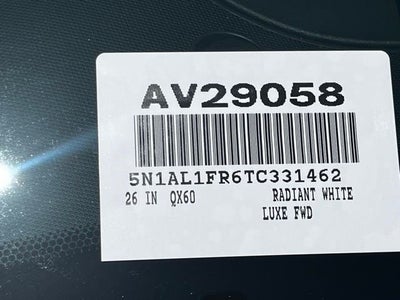 AV29058
5N1AL1FR6TC331462
26 IN QX60 RADIANT WHITE
LUXE FWD